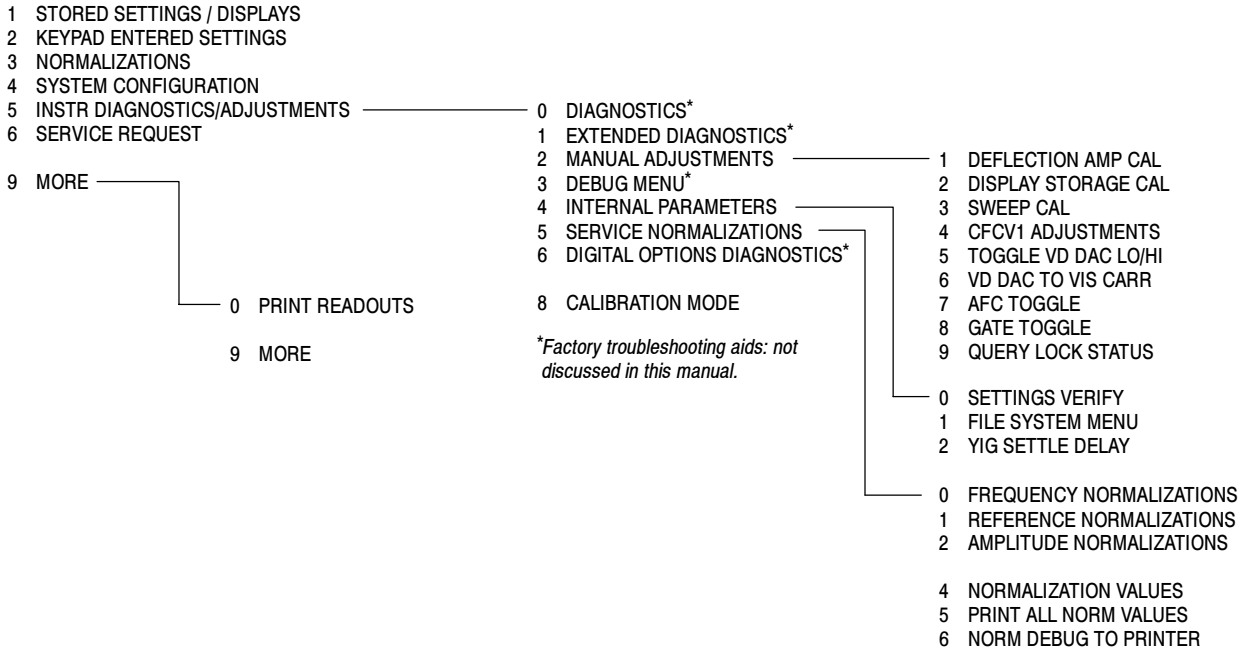 1 STORED SETTINGS / DISPLAYS
2 KEYPAD ENTERED SETTINGS
3 NORMALIZATIONS
4 SYSTEM CONFIGURATION
5 INSTR DIAGNOSTICS/ADJUSTMENTS
6 SERVICE REQUEST
9 MORE
0 PRINT READOUTS
9 MORE
0 DIAGNOSTICS*
1 EXTENDED DIAGNOSTICS*
2 MANUAL ADJUSTMENTS
3 DEBUG MENU*
4 INTERNAL PARAMETERS
5 SERVICE NORMALIZATIONS
6 DIGITAL OPTIONS DIAGNOSTICS*
8 CALIBRATION MODE
*Factory troubleshooting aids: not
discussed in this manual.
1 DEFLECTION AMP CAL
2 DISPLAY STORAGE CAL
3 SWEEP CAL
4 CFCV1 ADJUSTMENTS
5 TOGGLE VD DAC LO/HI
6 VD DAC TO VIS CARR
7 AFC TOGGLE
8 GATE TOGGLE
9 QUERY LOCK STATUS
0 SETTINGS VERIFY
1 FILE SYSTEM MENU
2 YIG SETTLE DELAY
0 FREQUENCY NORMALIZATIONS
1 REFERENCE NORMALIZATIONS
2 AMPLITUDE NORMALIZATIONS
4 NORMALIZATION VALUES
5 PRINT ALL NORM VALUES
6 NORM DEBUG TO PRINTER